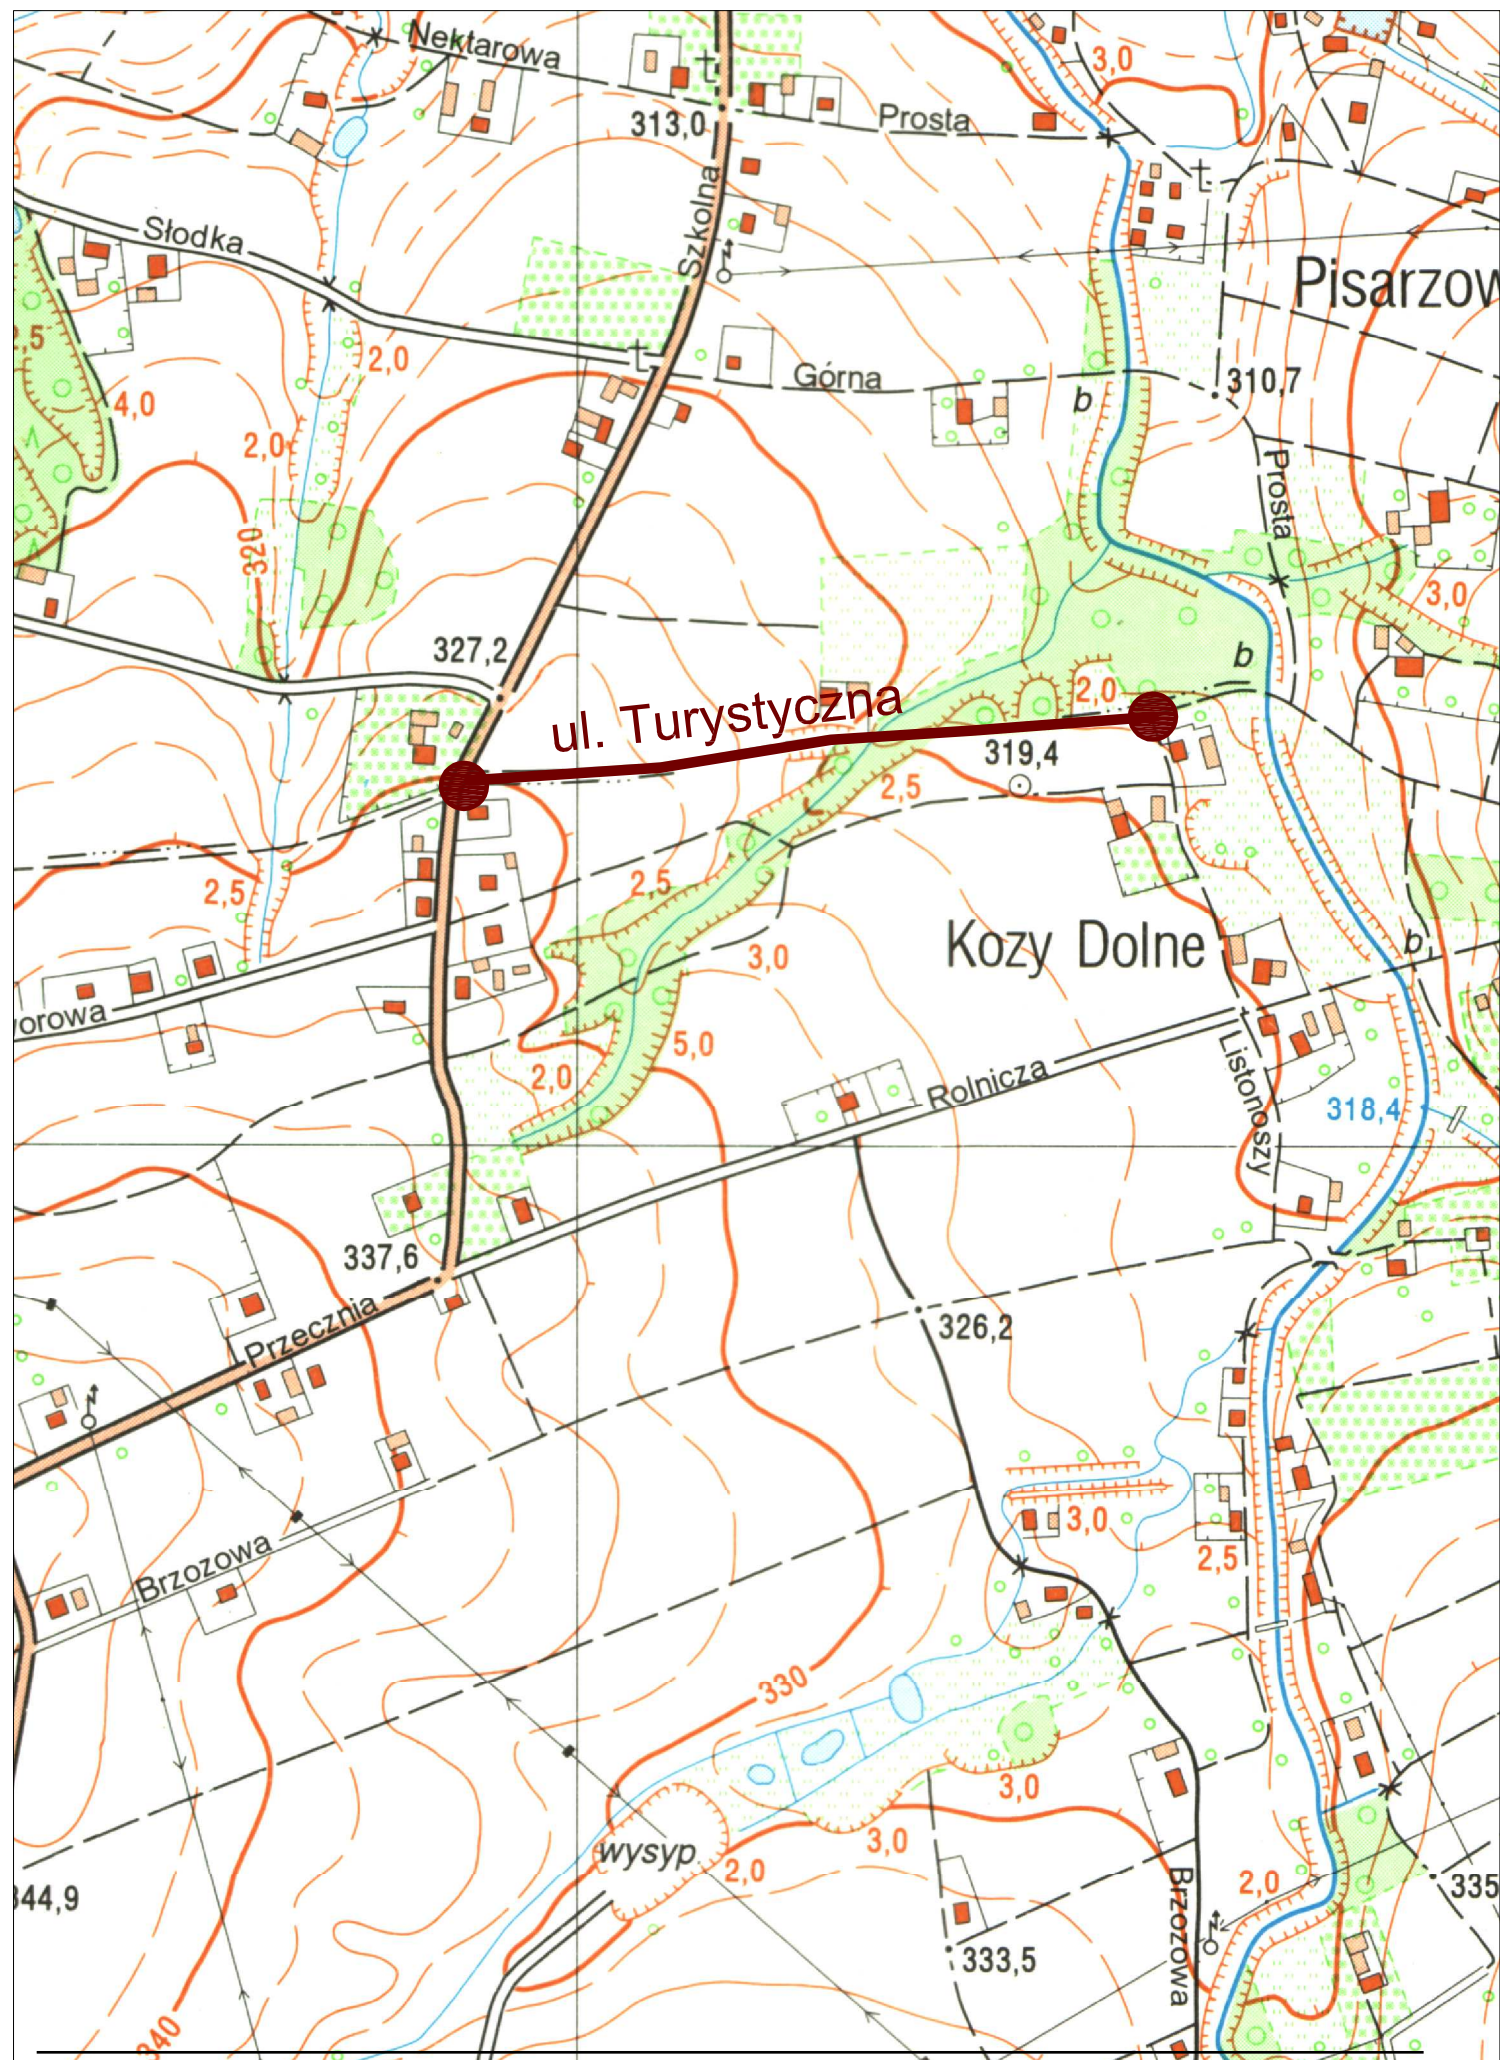 Nektarowa
3,0
313,0
Prosta
Szkolna
Słodka
Pisarzow
,5
2,0
4,0
Górna
310,7
b
2,0
Prosta
320
3,0
327,2
b
2,0
ul. Turystyczna
319,4
2,5
2,5
2,5
Kozy Dolne
b
3,0
orowa
5,0
2,0
Rolnicza
Listonoszy
318,4
337,6
Przecznia
326,2
3,0
2,5
Brzozowa
330
3,0
3,0
wysyp.
2,0
2,0
344,9
335
Brzozowa
333,5
340